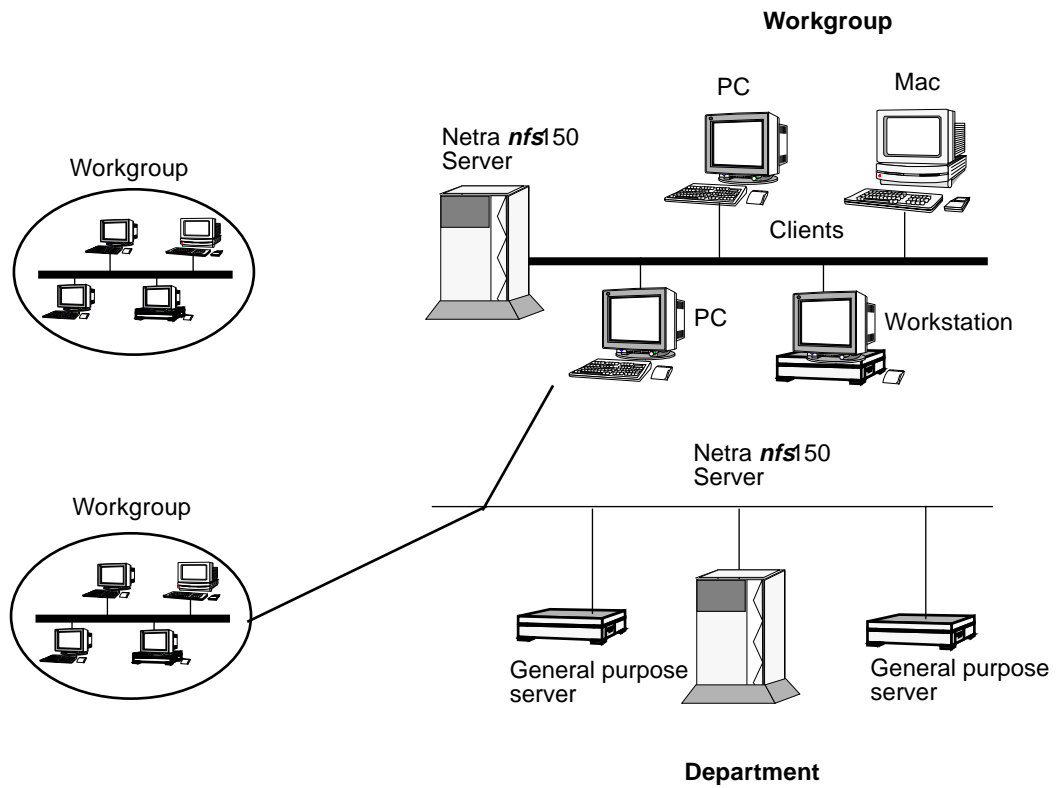 Workgroup
PC
Mac
Netra nfs150
Server
Workgroup
Clients
PC
Workstation
Netra nfs150
Server
Workgroup
General purpose
server
General purpose
server
Department